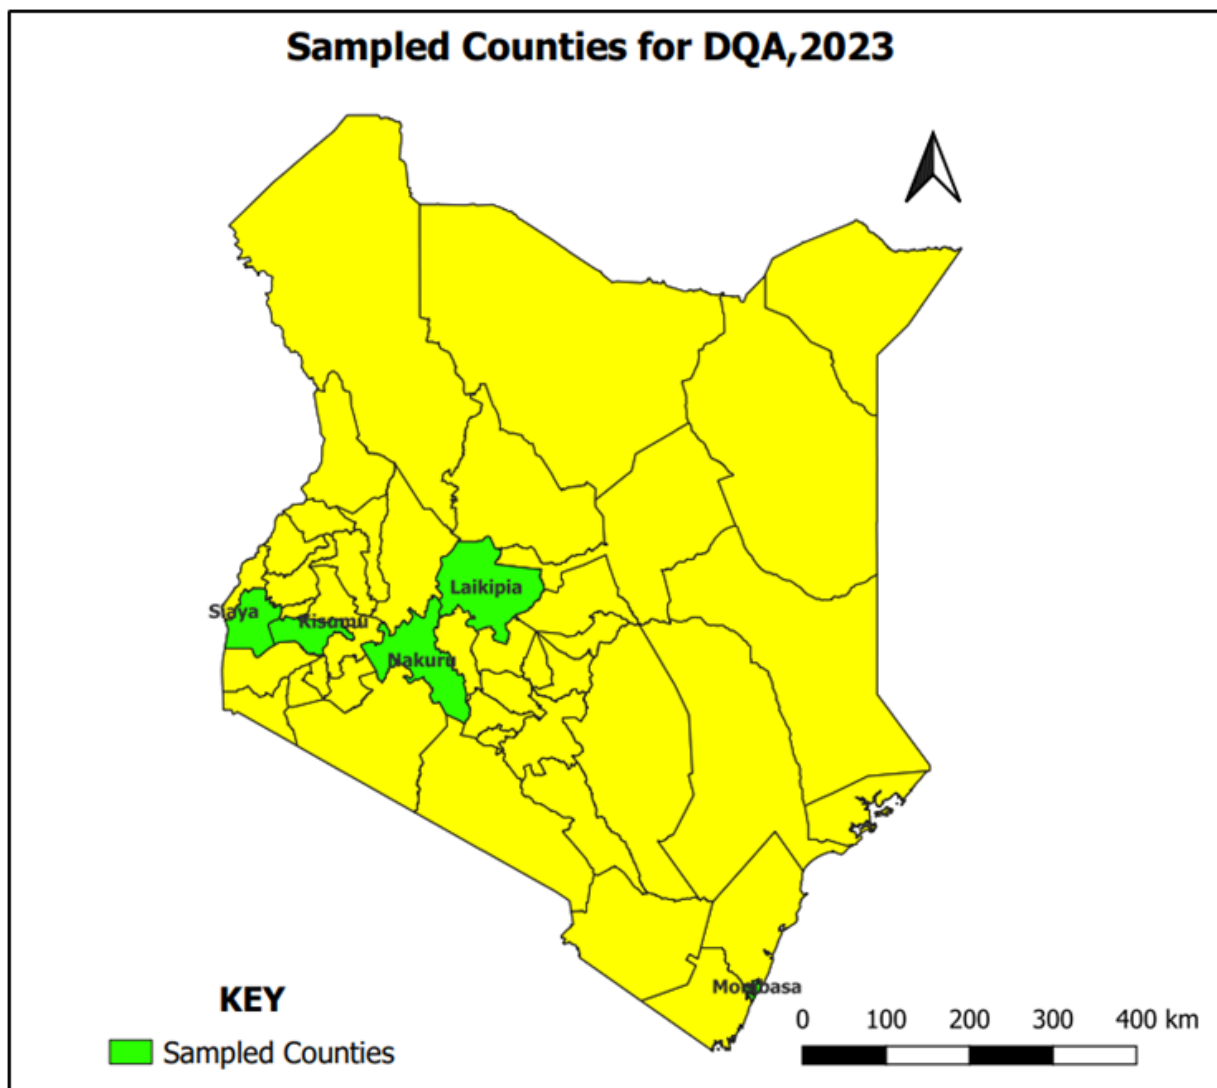 Sampled Counties for DQA,2023
Laikipia
Siaya
Kisumu
Nakuru
Mombasa
KEY
Sampled Counties
0 100 200 300 400 km